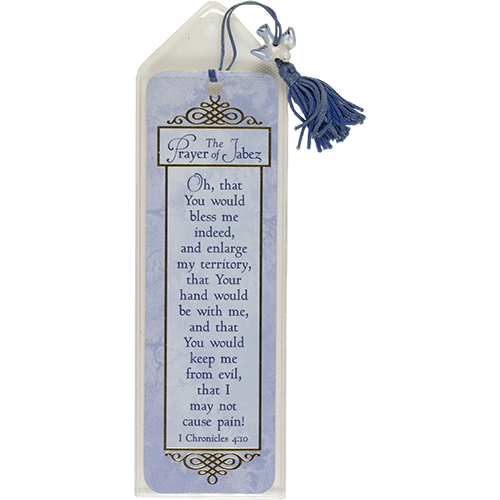 The
Prayer of Jabez
Oh, that
You would
bless me
indeed,
and enlarge
my territory,
that Your
hand would
be with me,
and that
You would
keep me
from evil,
that I
may not
cause pain!
1 Chronicles 4:10